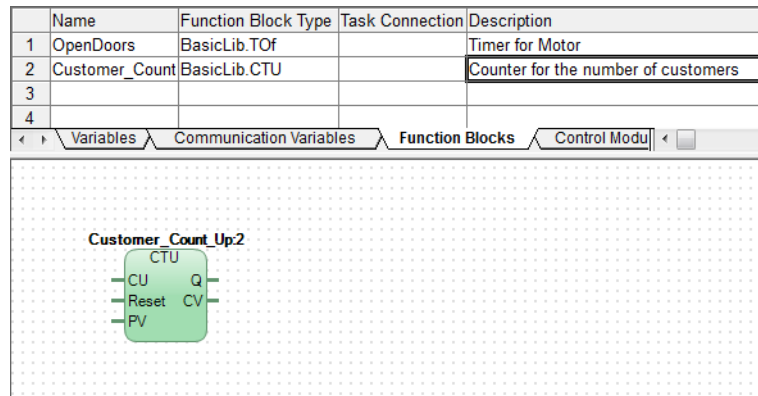 Name Function Block Type Task Connection Description
1 OpenDoors BasicLib.TOf Timer for Motor
2 Customer_Count BasicLib.CTU Counter for the number of customers
3
4
Variables Communication Variables Function Blocks Control Modu
Customer_Count_Up:2
CTU
CU Q
Reset CV
PV